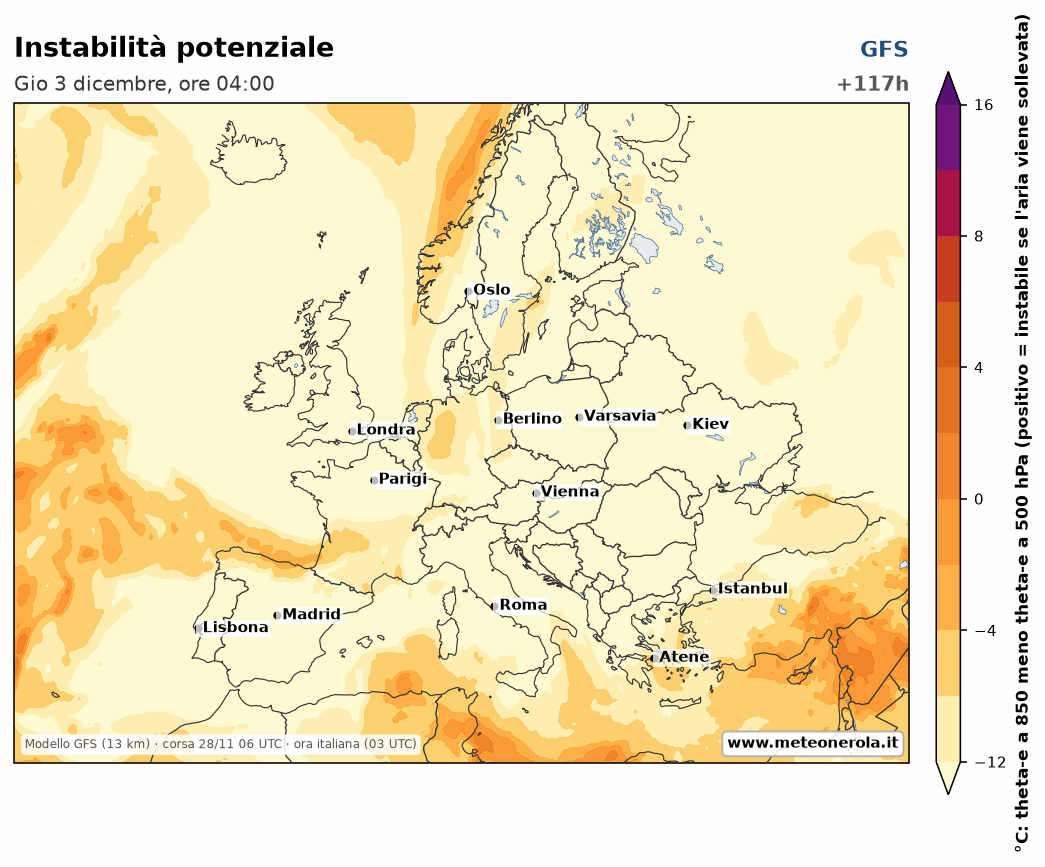 Instabilità potenziale
GFS
Gio 3 dicembre, ore 04:00
+117h
Oslo
Berlino
Varsavia
Kiev
Londra
Parigi
Vienna
Istanbul
Roma
Madrid
Lisbona
Atene
Modello GFS (13 km) · corsa 28/11 06 UTC · ora italiana (03 UTC)
www.meteonerola.it
16
8
4
0
−4
−12
°C: theta-e a 850 meno theta-e a 500 hPa (positivo = instabile se l'aria viene sollevata)